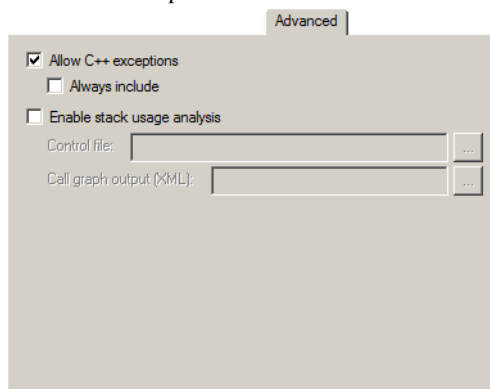 Advanced
Allow C++ exceptions
Always include
Enable stack usage analysis
Control file:
...
Call graph output (XML):
...